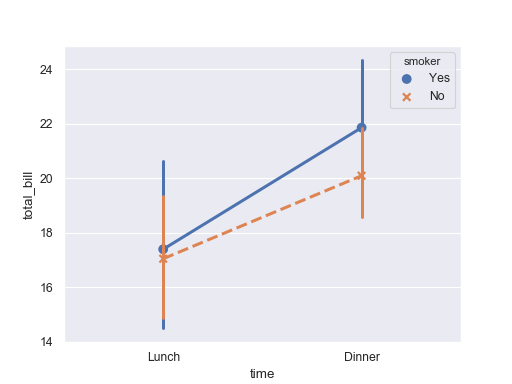 smoker
Yes
No
24
22
20
18
16
14
total_bill
Lunch
Dinner
time